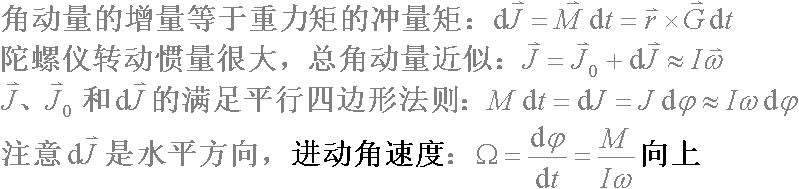 角动量的增量等于重力矩的冲量矩：$\mathrm{d}\vec{J} = \vec{M}\,\mathrm{d}t = \vec{r} \times \vec{G}\,\mathrm{d}t$
陀螺仪转动惯量很大，总角动量近似：$\vec{J} = \vec{J}_0 + \mathrm{d}\vec{J} \approx I\vec{\omega}$
$\vec{J}$、$\vec{J}_0$ 和$\mathrm{d}\vec{J}$的满足平行四边形法则：$M\,\mathrm{d}t = \mathrm{d}J = J\,\mathrm{d}\varphi \approx I\omega\,\mathrm{d}\varphi$
注意$\mathrm{d}\vec{J}$是水平方向，进动角速度：$\Omega = \frac{\mathrm{d}\varphi}{\mathrm{d}t} = \frac{M}{I\omega}$向上